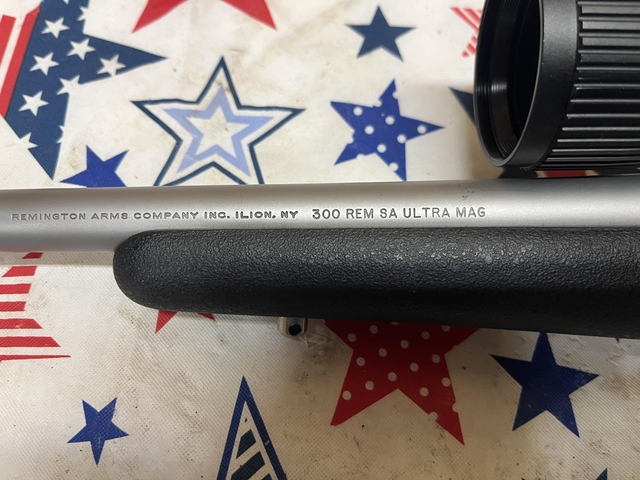 REMINGTON ARMS COMPANY INC. ILION, NY 300 REM SA ULTRA MAG